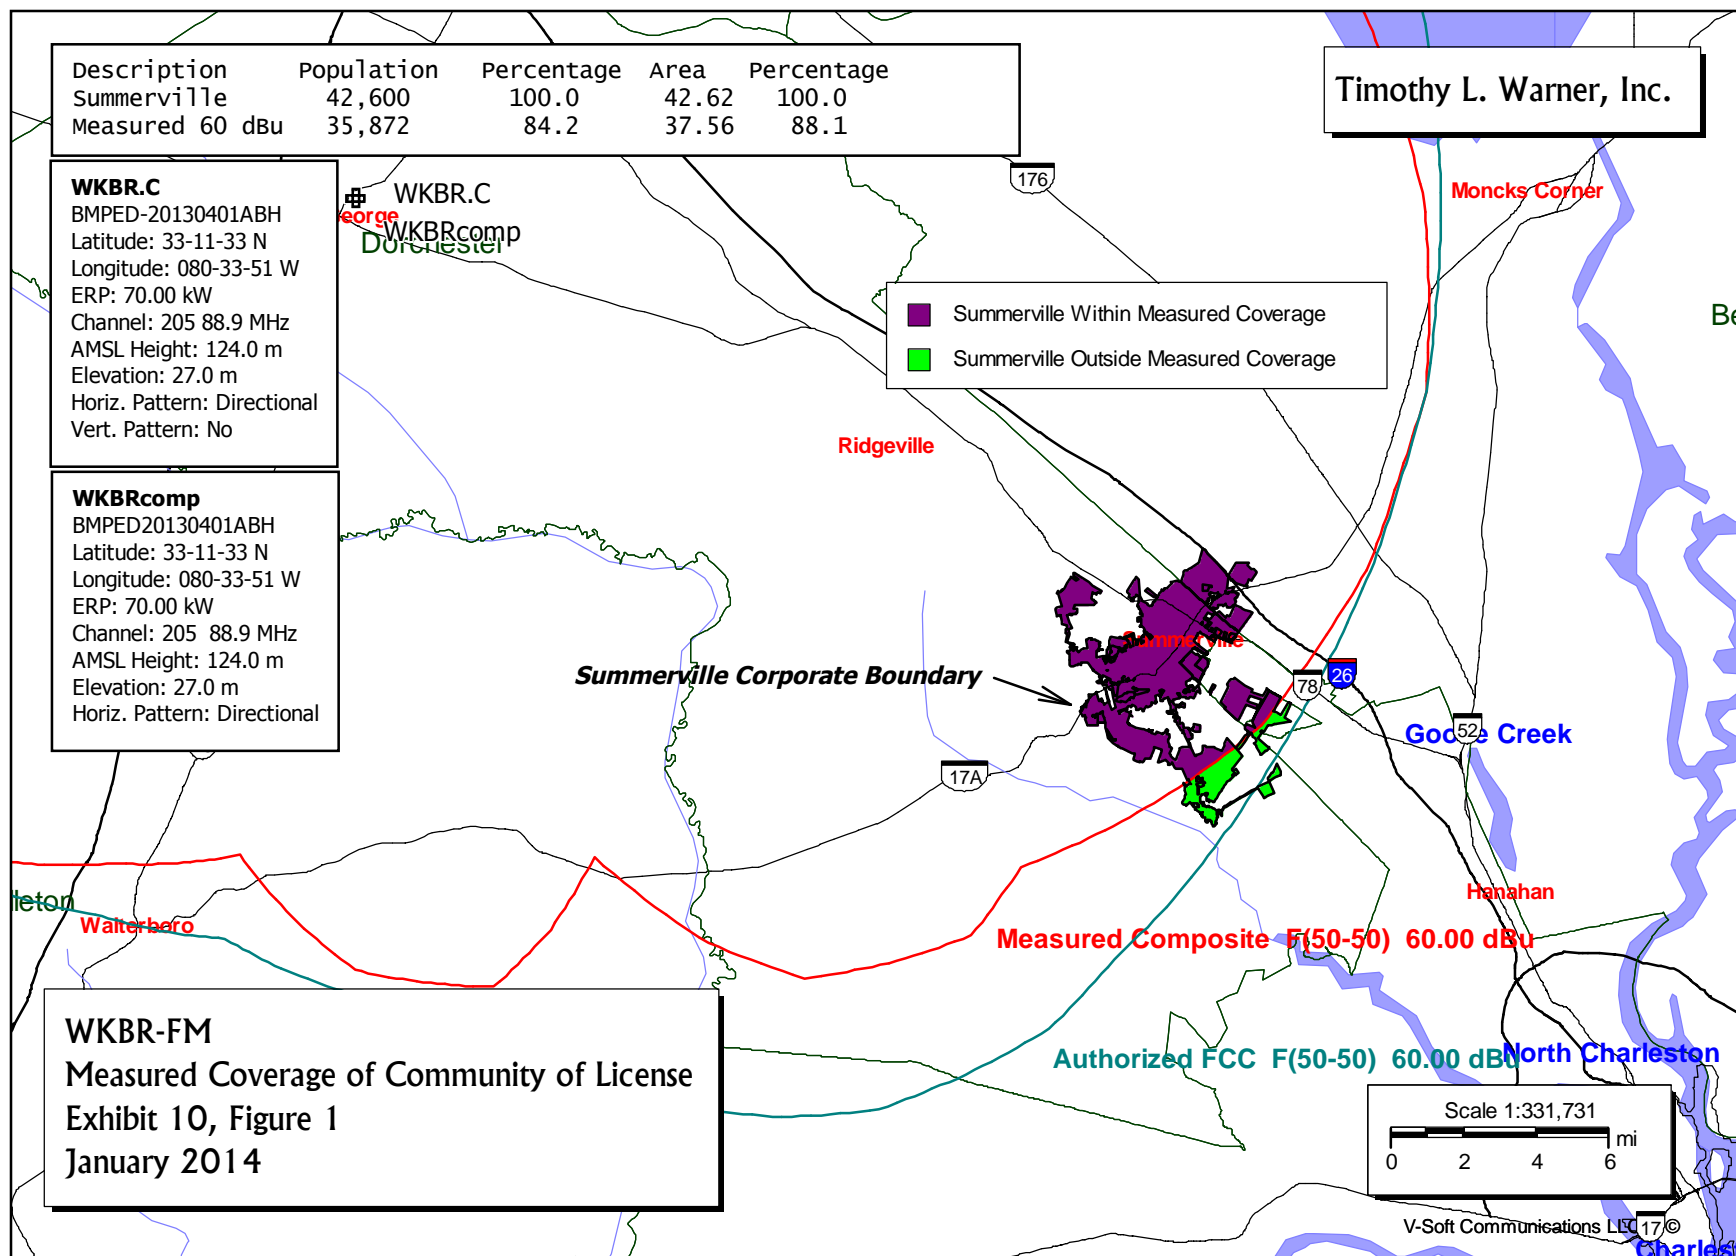 Description Population Percentage Area Percentage
Summerville 42,600 100.0 42.62 100.0
Measured 60 dBu 35,872 84.2 37.56 88.1
Timothy L. Warner, Inc.
WKBR.C
BMPED-20130401ABH
Latitude: 33-11-33 N
Longitude: 080-33-51 W
ERP: 70.00 kW
Channel: 205 88.9 MHz
AMSL Height: 124.0 m
Elevation: 27.0 m
Horiz. Pattern: Directional
Vert. Pattern: No
WKBR.C
eorge
WKBRcomp
Dorchester
176
Moncks Corner
Summerville Within Measured Coverage
Summerville Outside Measured Coverage
Be
Ridgeville
WKBRcomp
BMPED20130401ABH
Latitude: 33-11-33 N
Longitude: 080-33-51 W
ERP: 70.00 kW
Channel: 205 88.9 MHz
AMSL Height: 124.0 m
Elevation: 27.0 m
Horiz. Pattern: Directional
Summerville
Summerville Corporate Boundary
78
26
52
Goose Creek
17A
leton
Walterboro
Hanahan
Measured Composite F(50-50) 60.00 dBu
Authorized FCC F(50-50) 60.00 dBu
North Charleston
WKBR-FM
Measured Coverage of Community of License
Exhibit 10, Figure 1
January 2014
Scale 1:331,731
mi
0 2 4 6
V-Soft Communications LLC ©
17
Charles